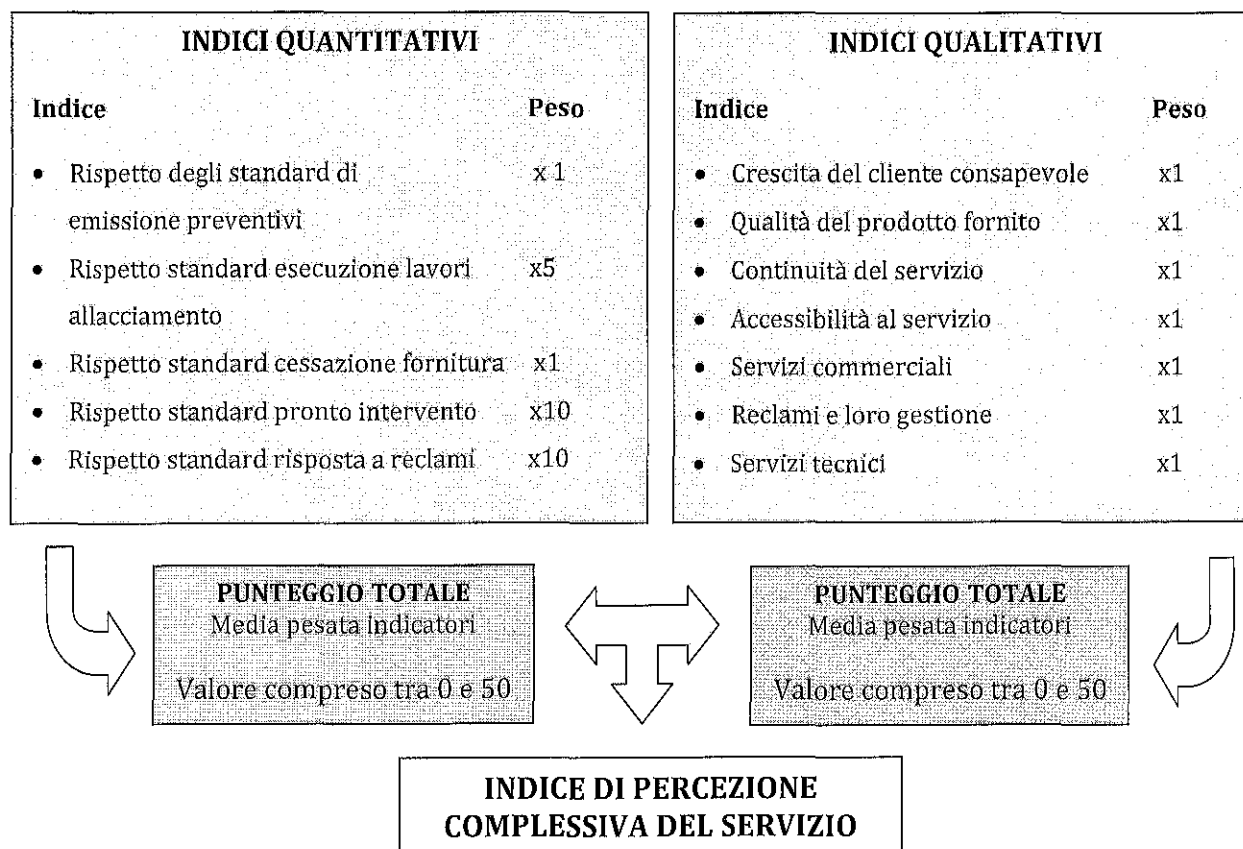 INDICI QUANTITATIVI
Indice Peso
• Rispetto degli standard di x 1
emissione preventivi
• Rispetto standard esecuzione lavori x5
allacciamento
• Rispetto standard cessazione fornitura x1
• Rispetto standard pronto intervento x10
• Rispetto standard risposta a reclami x10
INDICI QUALITATIVI
Indice Peso
• Crescita del cliente consapevole x1
• Qualità del prodotto fornito x1
• Continuità del servizio x1
• Accessibilità al servizio x1
• Servizi commerciali x1
• Reclami e loro gestione x1
• Servizi tecnici x1
PUNTEGGIO TOTALE
Media pesata indicatori
Valore compreso tra 0 e 50
PUNTEGGIO TOTALE
Media pesata indicatori
Valore compreso tra 0 e 50
INDICE DI PERCEZIONE
COMPLESSIVA DEL SERVIZIO